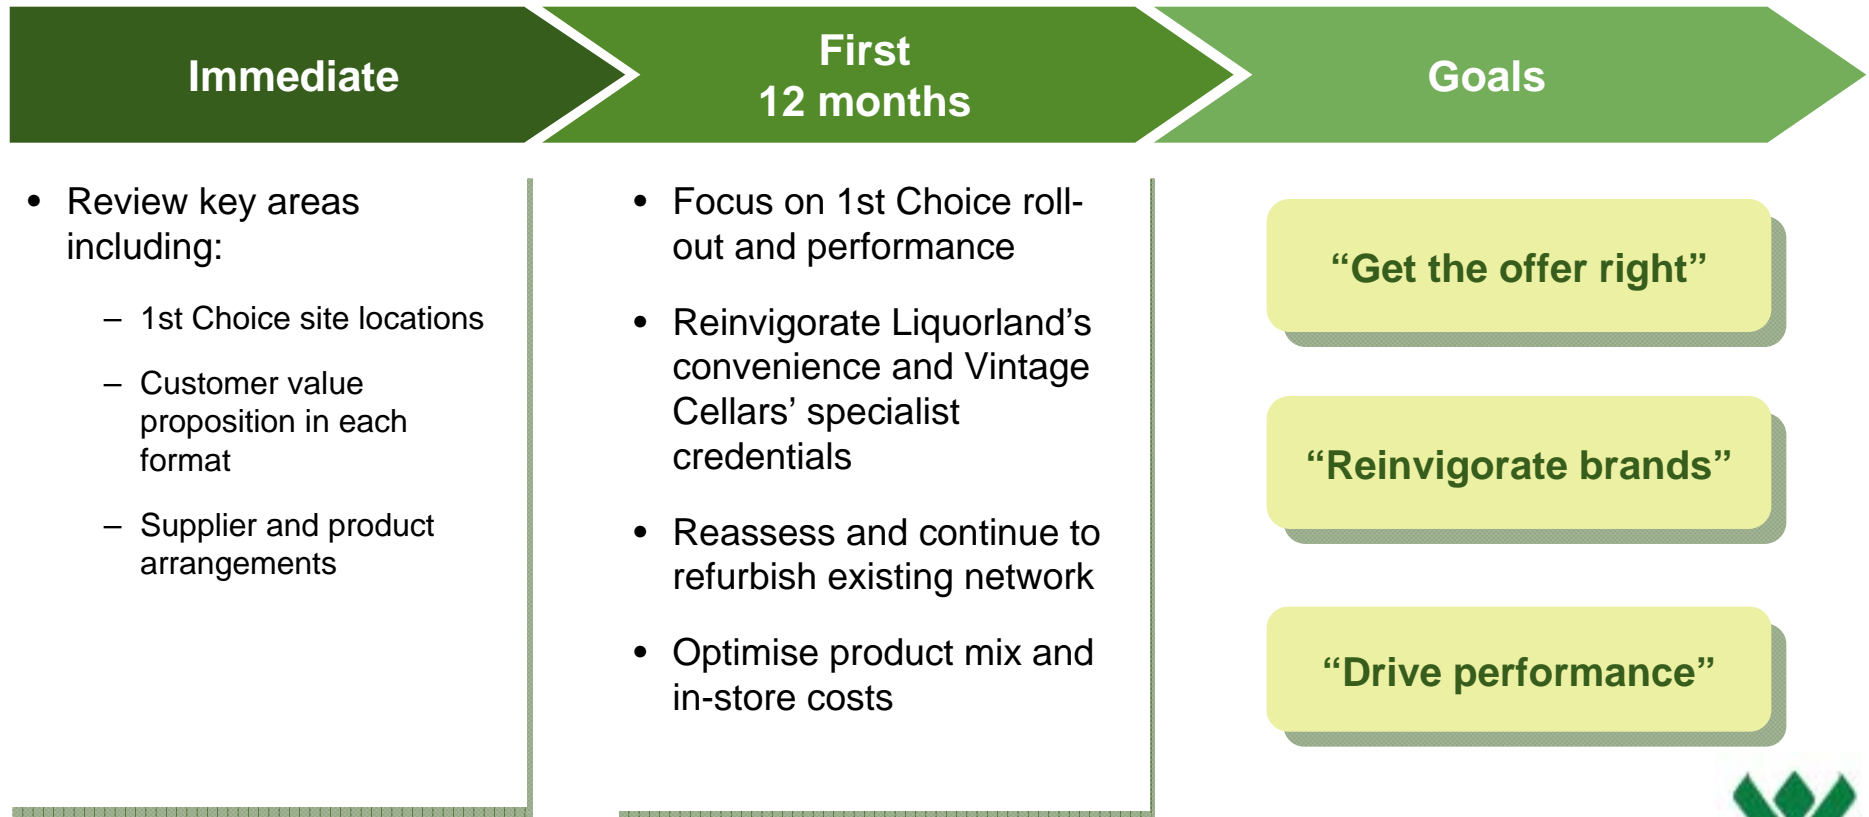 Immediate
First
12 months
Goals
• Review key areas
including:
– 1st Choice site locations
– Customer value
proposition in each
format
– Supplier and product
arrangements
• Focus on 1st Choice roll-
out and performance
• Reinvigorate Liquorland’s
convenience and Vintage
Cellars’ specialist
credentials
• Reassess and continue to
refurbish existing network
• Optimise product mix and
in-store costs
“Get the offer right”
“Reinvigorate brands”
“Drive performance”